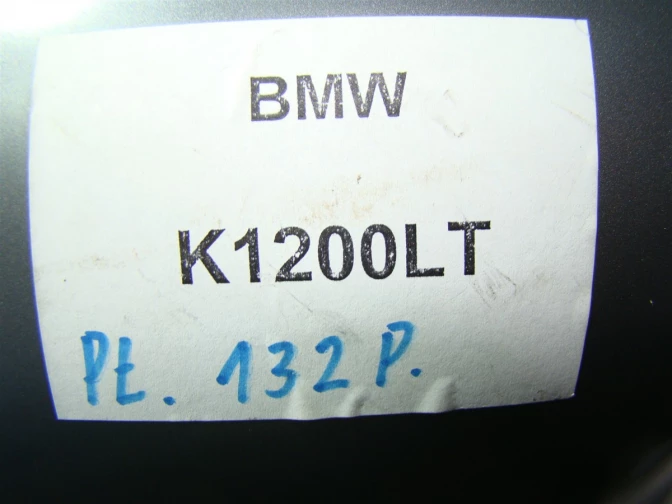 BMW
K1200LT
Pł. 132 P.